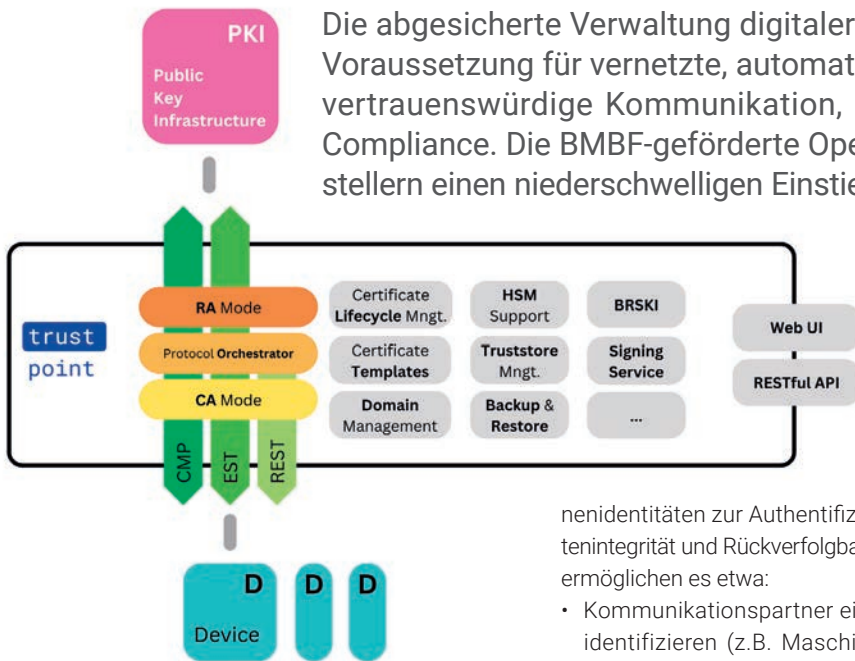 PKI
Public
Key
Infrastructure
Die abgesicherte Verwaltung digitaler
Voraussetzung für vernetzte, automat
vertrauenswürdige Kommunikation,
Compliance. Die BMBF-geförderte Ope
stellern einen niederschwelligen Einstie
trust
point
RA Mode
Protocol Orchestrator
CA Mode
CMP
EST
REST
Certificate
Lifecycle Mngt.
HSM
Support
BRSKI
Certificate
Templates
Truststore
Mngt.
Signing
Service
Domain
Management
Backup &
Restore
...
Web UI
RESTful API
D
Device
D
D
nenidentitäten zur Authentifiz
tenintegrität und Rückverfolgba
ermöglichen es etwa:
• Kommunikationspartner ei
identifizieren (z.B. Maschi